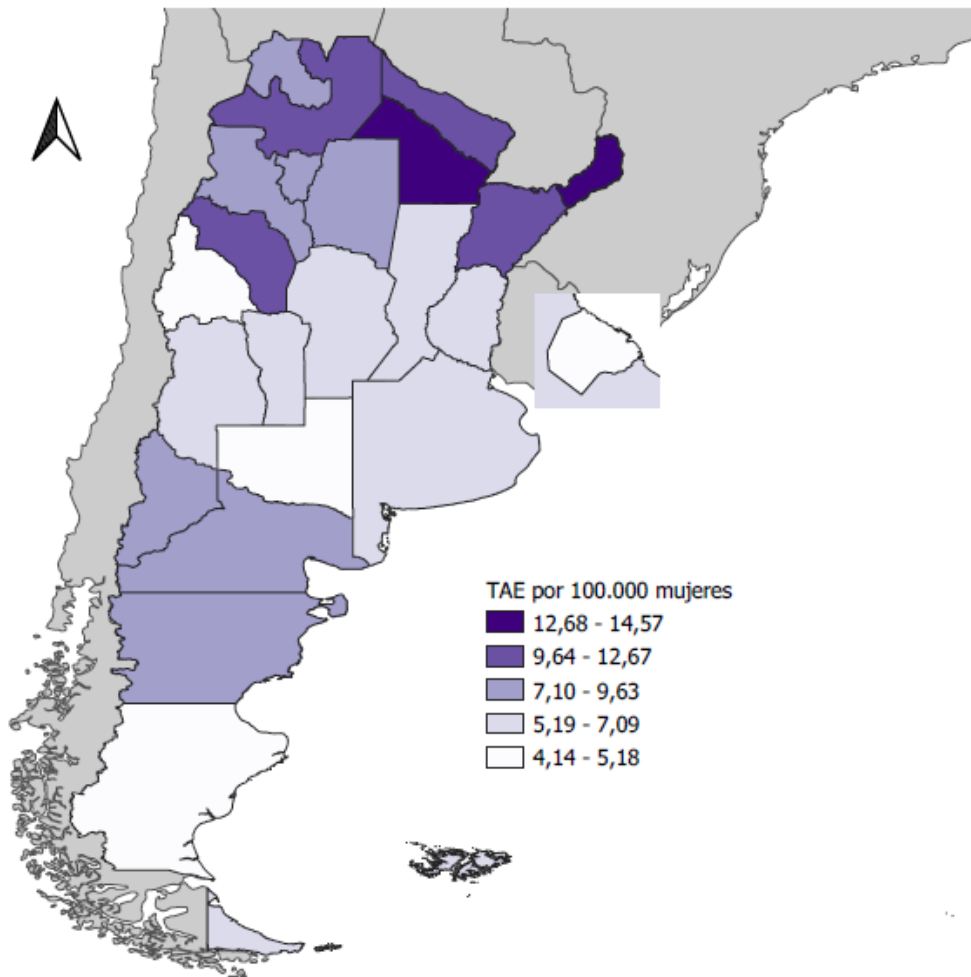 TAE por 100.000 mujeres
12,68 - 14,57
9,64 - 12,67
7,10 - 9,63
5,19 - 7,09
4,14 - 5,18